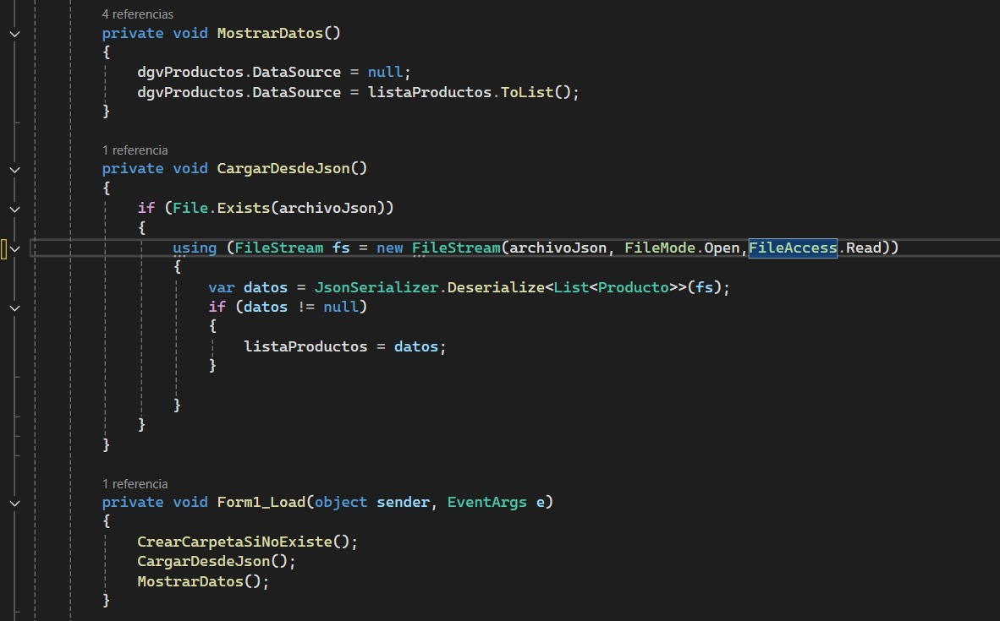 4 referencias
private void MostrarDatos()
{
dgvProductos.DataSource = null;
dgvProductos.DataSource = listaProductos.ToList();
}
1 referencia
private void CargarDesdeJson()
{
if (File.Exists(archivoJson))
{
using (FileStream fs = new FileStream(archivoJson, FileMode.Open,FileAccess.Read))
{
var datos = JsonSerializer.Deserialize<List<Producto>>(fs);
if (datos != null)
{
listaProductos = datos;
}
}
}
}
1 referencia
private void Form1_Load(object sender, EventArgs e)
{
CrearCarpetaSiNoExiste();
CargarDesdeJson();
MostrarDatos();
}